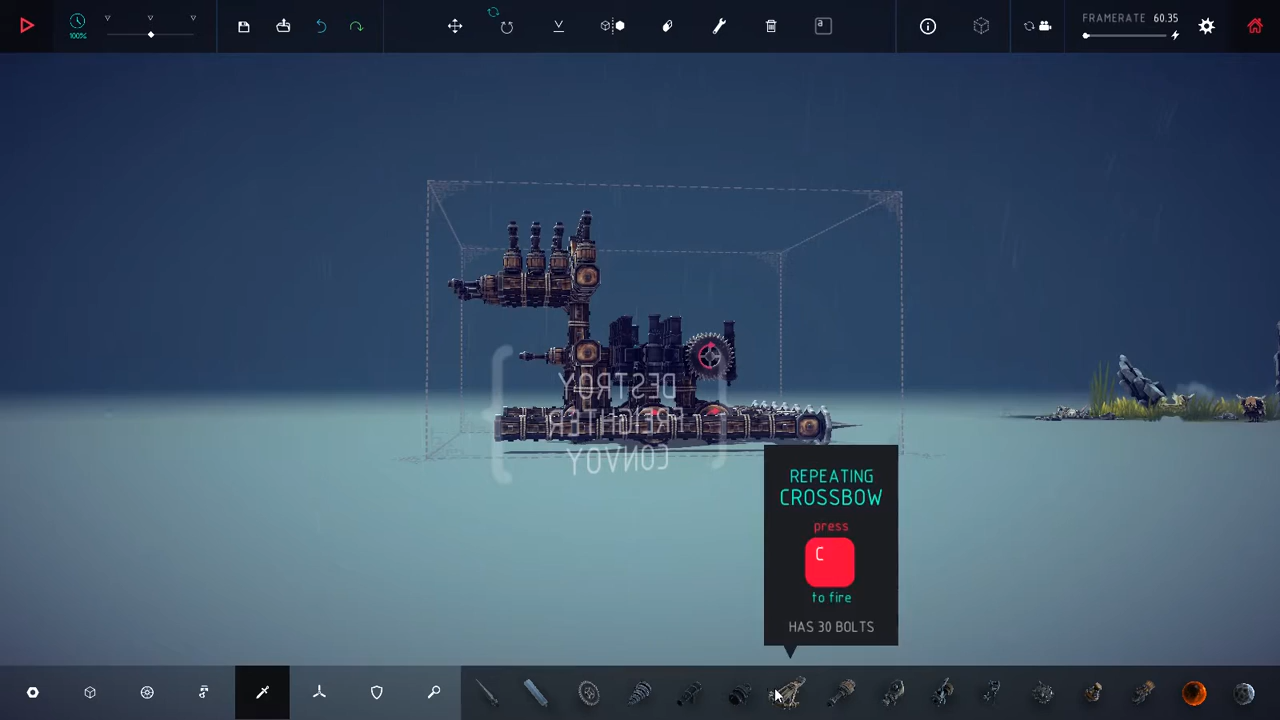 100%
a
FRAMERATE 60.35
DESTROY
FREIGHTER
CONVOY
REPEATING
CROSSBOW
press
C
to fire
HAS 30 BOLTS